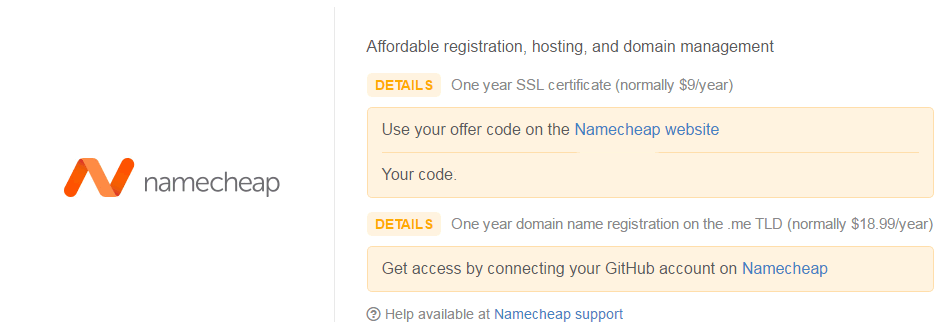 Affordable registration, hosting, and domain management
DETAILS One year SSL certificate (normally $9/year)
Use your offer code on the Namecheap website
Your code.
namecheap
DETAILS One year domain name registration on the .me TLD (normally $18.99/year)
Get access by connecting your GitHub account on Namecheap
Help available at Namecheap support